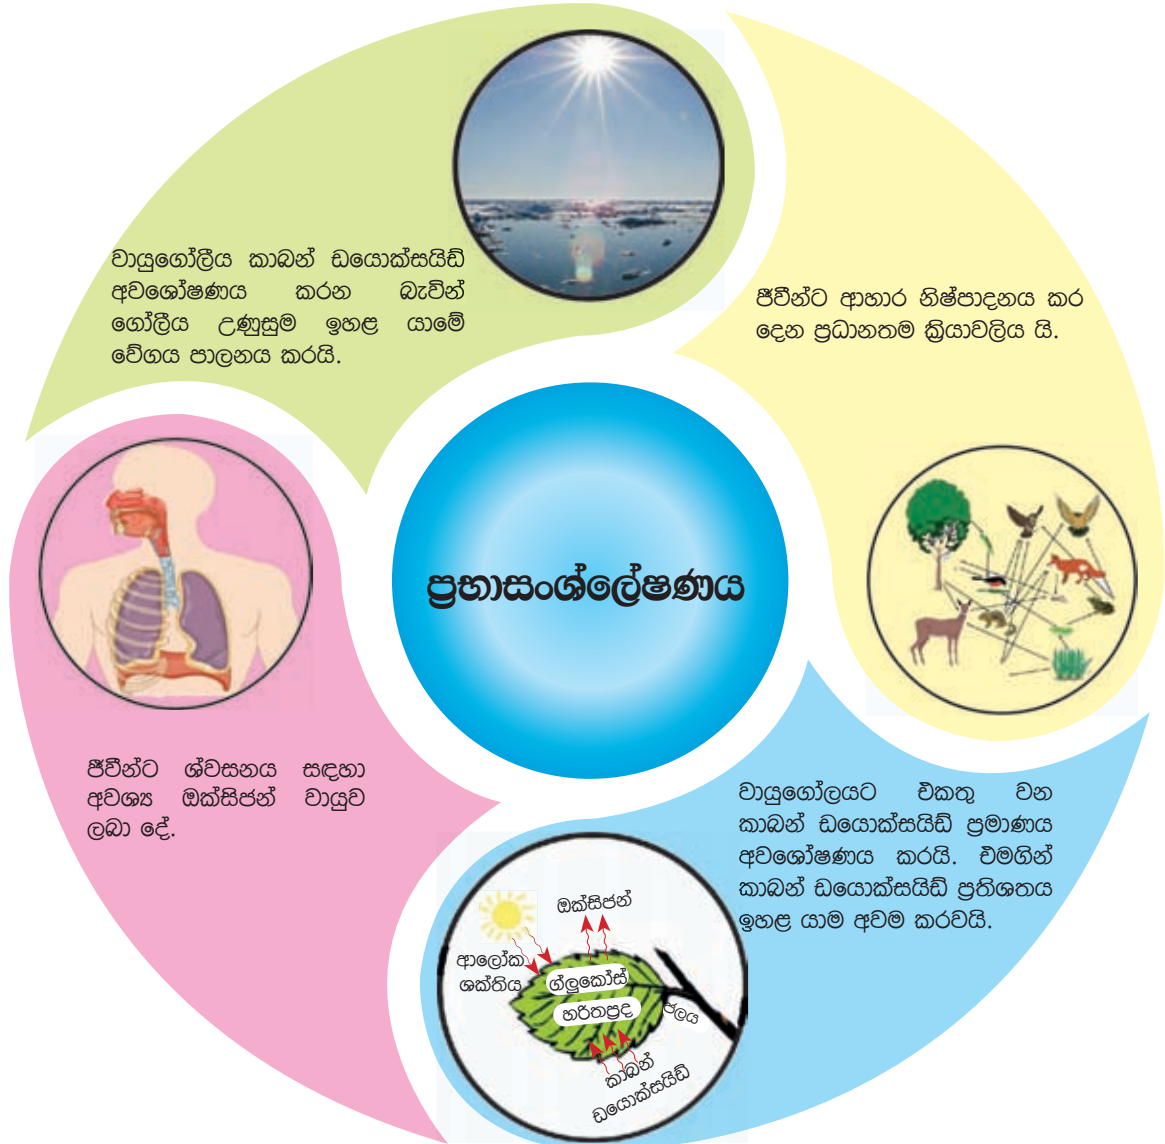 වායුගෝලීය කාබන් ඩයොක්සයිඩ්
අවශෝෂණය කරන බැවින්
ගෝලීය උණුසුම ඉහළ යාමේ
වේගය පාලනය කරයි.
ජීවීන්ට ආහාර නිෂ්පාදනය කර
දෙන ප්‍රධානතම ක්‍රියාවලිය යි.
ප්‍රභාසංශ්ලේෂණය
ජීවීන්ට ශ්වසනය සඳහා
අවශ්‍ය ඔක්සිජන් වායුව
ලබා දේ.
වායුගෝලයට එකතු වන
කාබන් ඩයොක්සයිඩ් ප්‍රමාණය
අවශෝෂණය කරයි. එමගින්
කාබන් ඩයොක්සයිඩ් ප්‍රතිශතය
ඉහළ යාම අවම කරවයි.
ඔක්සිජන්
ආලෝක
ශක්තිය
ග්ලුකෝස්
හරිතප්‍රද
ජලය
කාබන්
ඩයොක්සයිඩ්